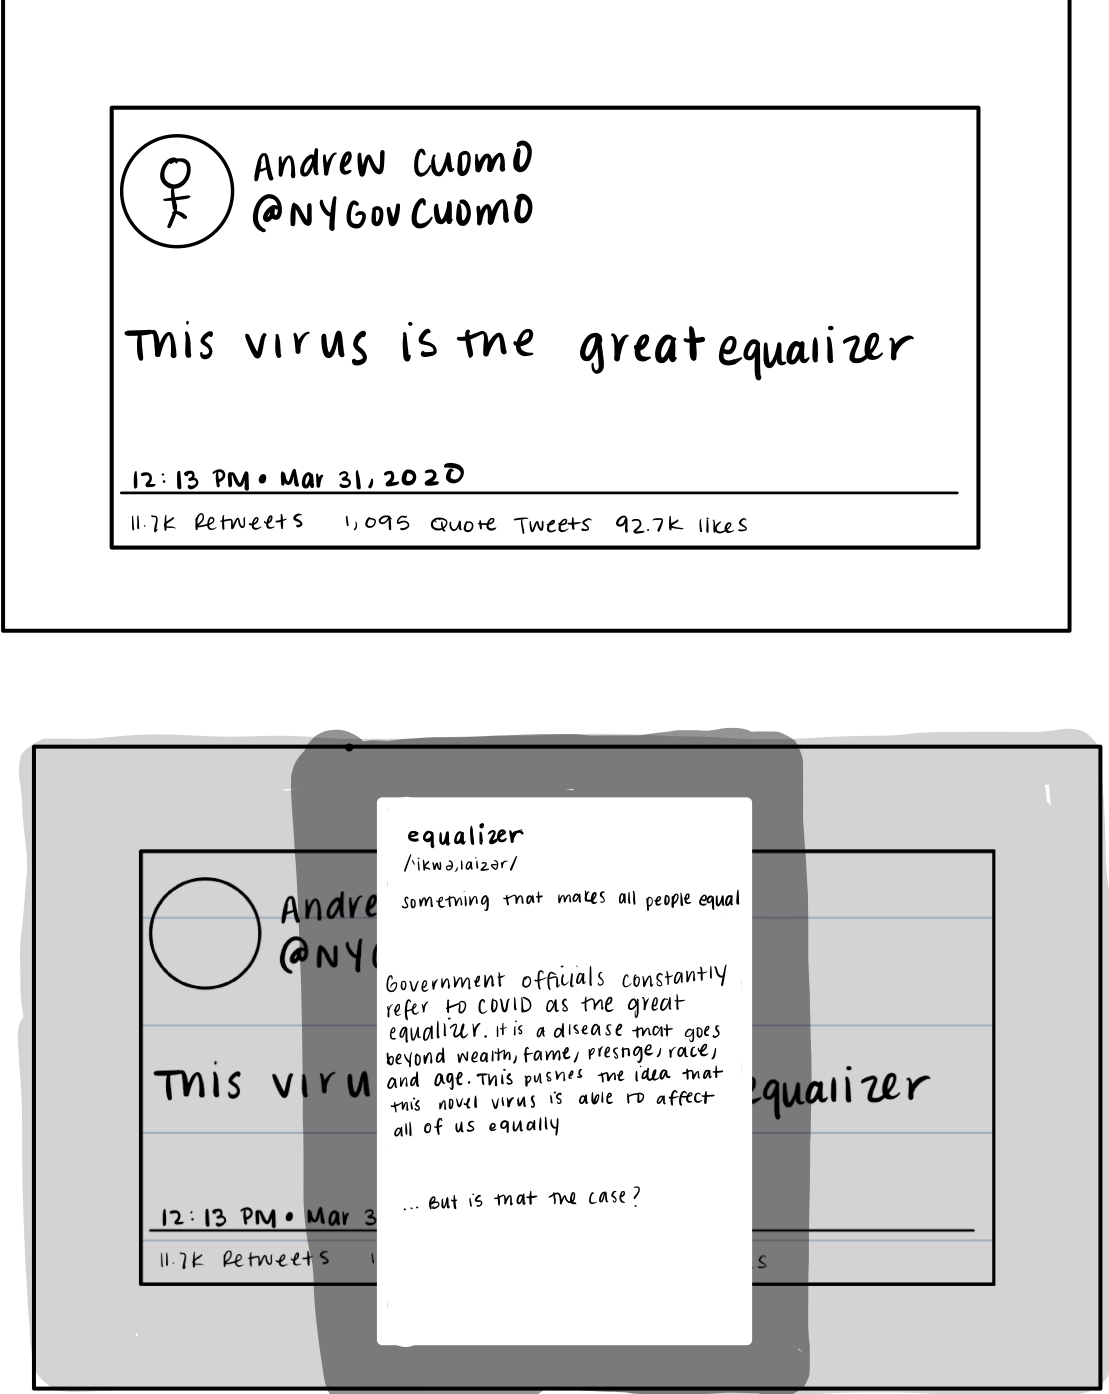 Andrew Cuomo
@NYGovCuomo
This virus is the great equalizer
12:13 PM • Mar 31, 2020
11.7K Retweets 1,095 Quote Tweets 92.7K likes
equalizer
/ˈikwəˌlaizər/
something that makes all people equal
Government officials constantly
refer to COVID as the great
equalizer. It is a disease that goes
beyond wealth, fame, prestige, race,
and age. This pushes the idea that
this novel virus is able to affect
all of us equally
... But is that the case?
Andre
@NY
This viru equalizer
12:13 PM • Mar 3
11.7K Retweets 1 s